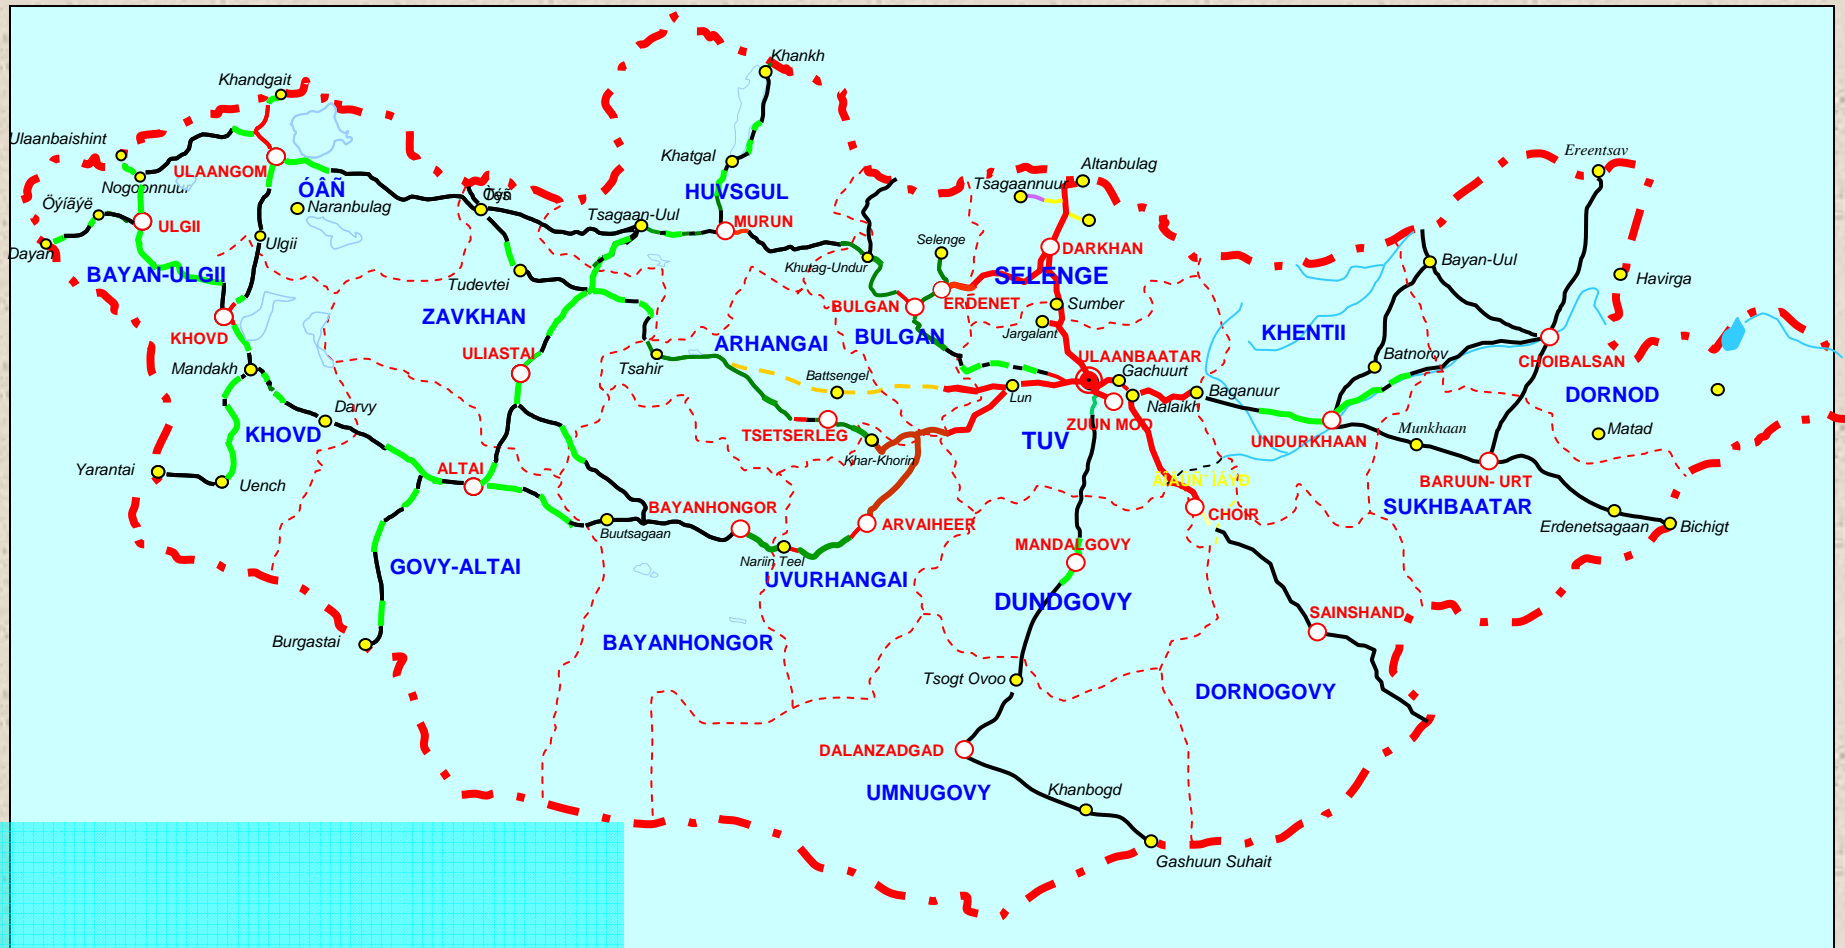 Khankh
Khandgait
Ulaanbaishint
Ereentsav
Khatgal
Altanbulag
ULAANGOM
Nogoonnuur
ÓÂÑ
HUVSGUL
Tsagaannuur
Öýíãýë
Naranbulag
Tsagaan-Uul
ULGII
MURUN
Ulgii
Selenge
DARKHAN
Dayan
Bayan-Uul
BAYAN-ULGII
Khutag-Undur
SELENGE
Havirga
Tudevtei
ERDENET
Sumber
BULGAN
ZAVKHAN
KHOVD
ARHANGAI
BULGAN
Jargalant
KHENTII
ULIASTAI
ULAANBAATAR
CHOIBALSAN
Mandakh
Tsahir
Battsengel
Gachuurt
Batnorov
Lun
Baganuur
DORNOD
Darvy
Nalaikh
KHOVD
TSETSERLEG
TUV
ZUUN MOD
UNDURKHAAN
Munkhaan
Matad
Khar-Khorin
Yarantai
ALTAI
Uench
BARUUN- URT
BAYANHONGOR
SUKHBAATAR
CHOIR
ARVAIHEER
Erdenetsagaan
Bichigt
Buutsagaan
MANDALGOVY
Nariin Teel
GOVY-ALTAI
UVURHANGAI
DUNDGOVY
SAINSHAND
Burgastai
BAYANHONGOR
Tsogt Ovoo
DORNOGOVY
DALANZADGAD
UMNUGOVY
Khanbogd
Gashuun Suhait